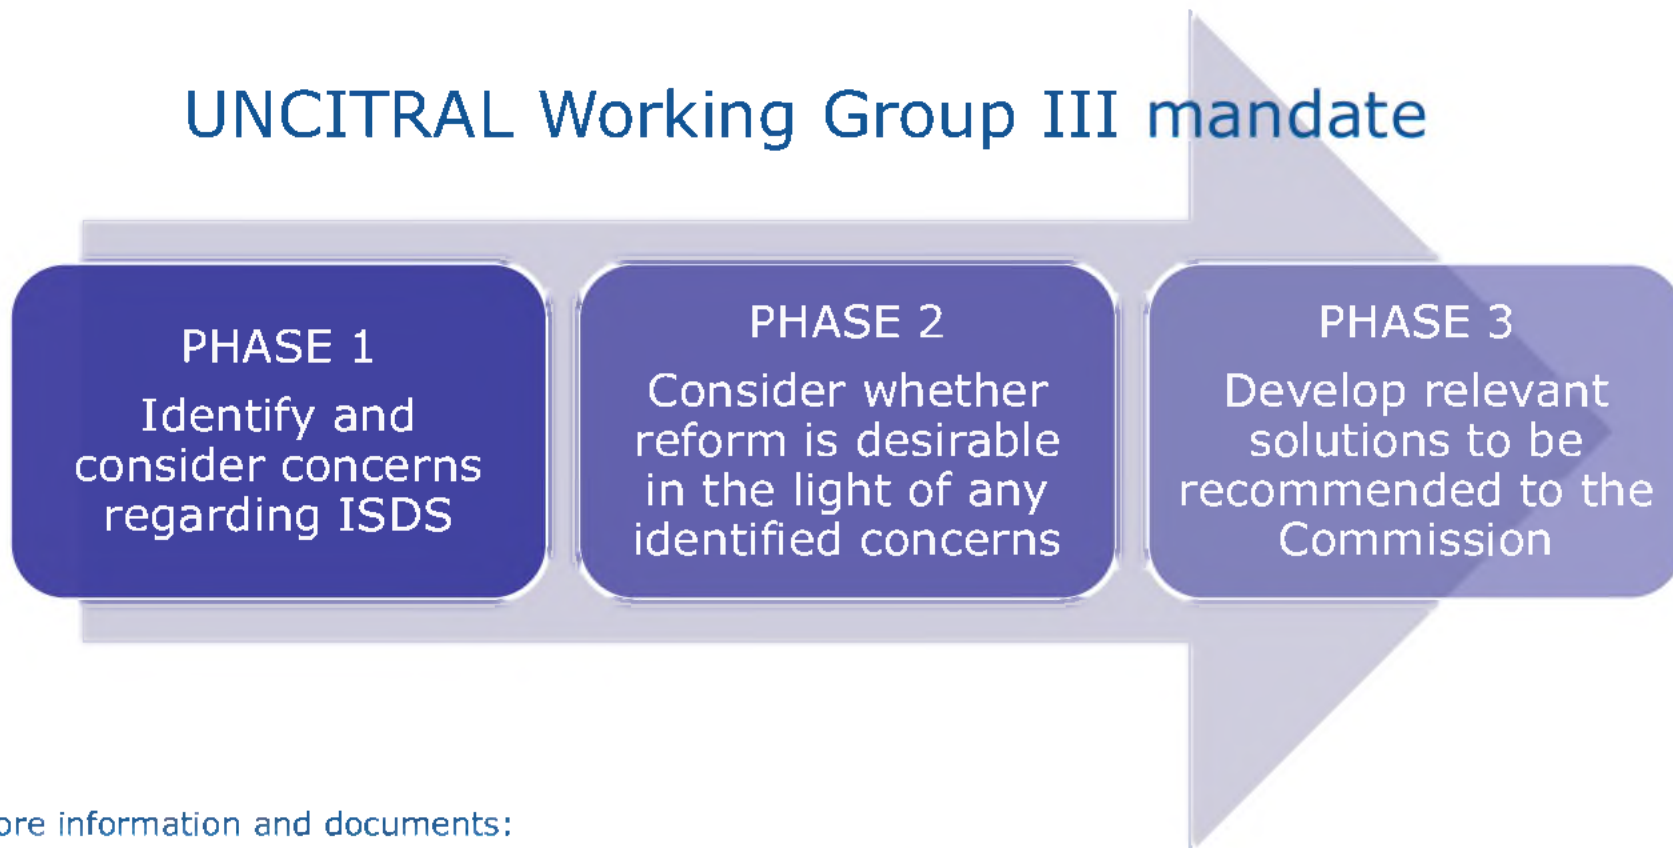 UNCITRAL Working Group III mandate
PHASE 1
Identify and
consider concerns
regarding ISDS
PHASE 2
Consider whether
reform is desirable
in the light of any
identified concerns
PHASE 3
Develop relevant
solutions to be
recommended to the
Commission
ore information and documents: